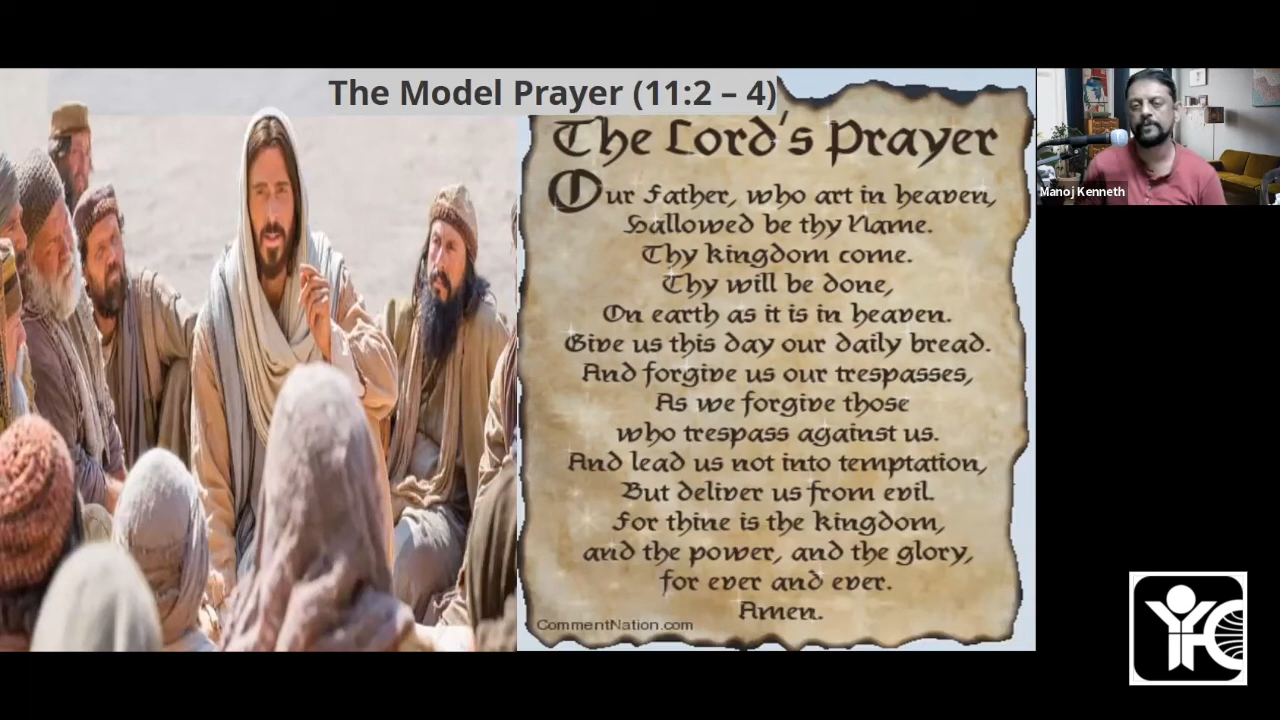 The Model Prayer (11:2 – 4)
The Lord's Prayer
Our Father, who art in heaven,
Hallowed be thy Name.
Thy kingdom come.
Thy will be done,
On earth as it is in heaven.
Give us this day our daily bread.
And forgive us our trespasses,
As we forgive those
who trespass against us.
And lead us not into temptation,
But deliver us from evil.
For thine is the kingdom,
and the power, and the glory,
for ever and ever.
Amen.
CommentNation.com
Manoj Kenneth
YFC